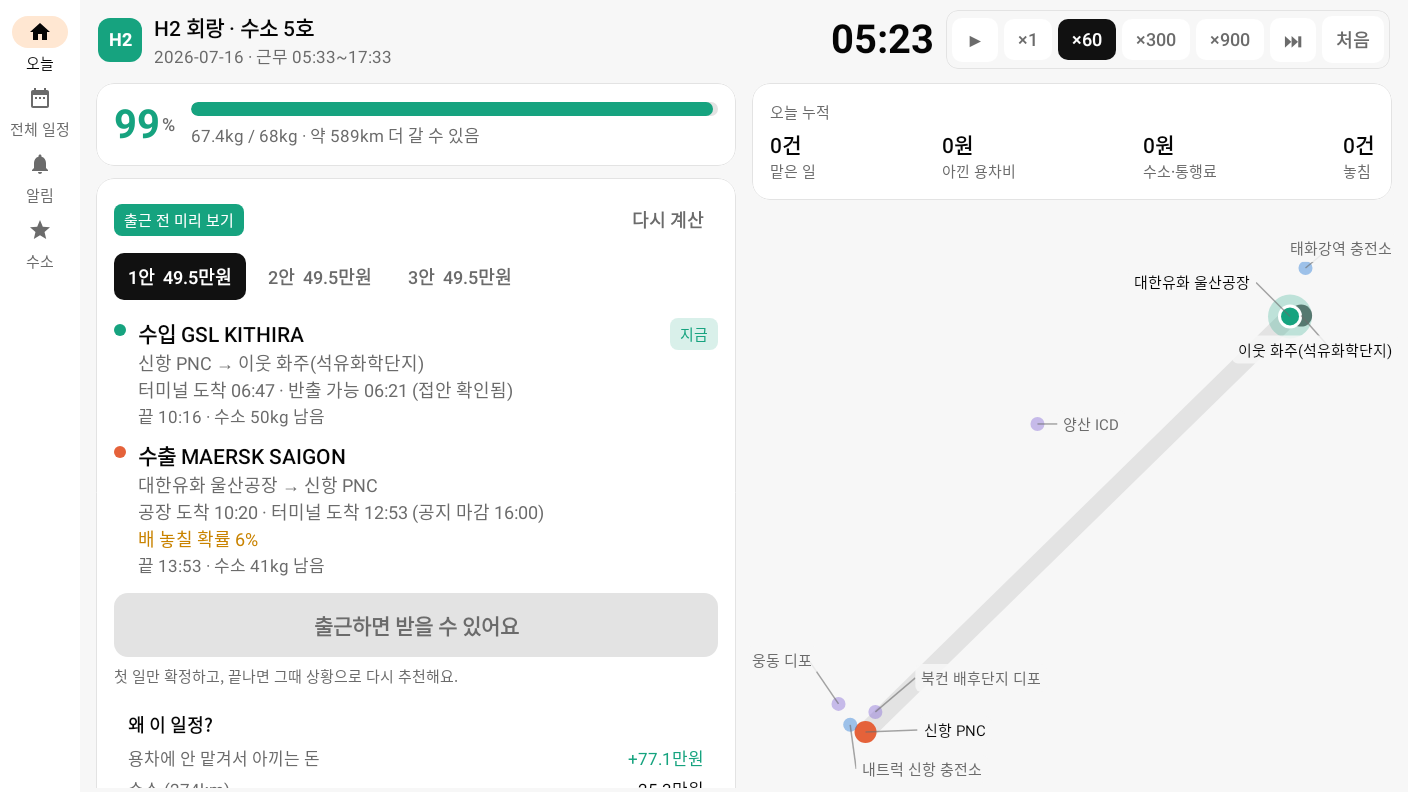 오늘
전체 일정
알림
수소
H2
H2 회랑 · 수소 5호
2026-07-16 · 근무 05:33~17:33
05:23
×1
×60
×300
×900
처음
99%
67.4kg / 68kg · 약 589km 더 갈 수 있음
출근 전 미리 보기
다시 계산
1안 49.5만원
2안 49.5만원
3안 49.5만원
수입 GSL KITHIRA
지금
신항 PNC → 이웃 화주(석유화학단지)
터미널 도착 06:47 · 반출 가능 06:21 (접안 확인됨)
끝 10:16 · 수소 50kg 남음
수출 MAERSK SAIGON
대한유화 울산공장 → 신항 PNC
공장 도착 10:20 · 터미널 도착 12:53 (공지 마감 16:00)
배 놓칠 확률 6%
끝 13:53 · 수소 41kg 남음
출근하면 받을 수 있어요
첫 일만 확정하고, 끝나면 그때 상황으로 다시 추천해요.
왜 이 일정?
용차에 안 맡겨서 아끼는 돈
+77.1만원
오늘 누적
0건
맡은 일
0원
아낀 용차비
0원
수소·통행료
0건
놓침
태화강역 충전소
대한유화 울산공장
이웃 화주(석유화학단지)
양산 ICD
웅동 디포
북컨 배후단지 디포
신항 PNC
내트럭 신항 충전소